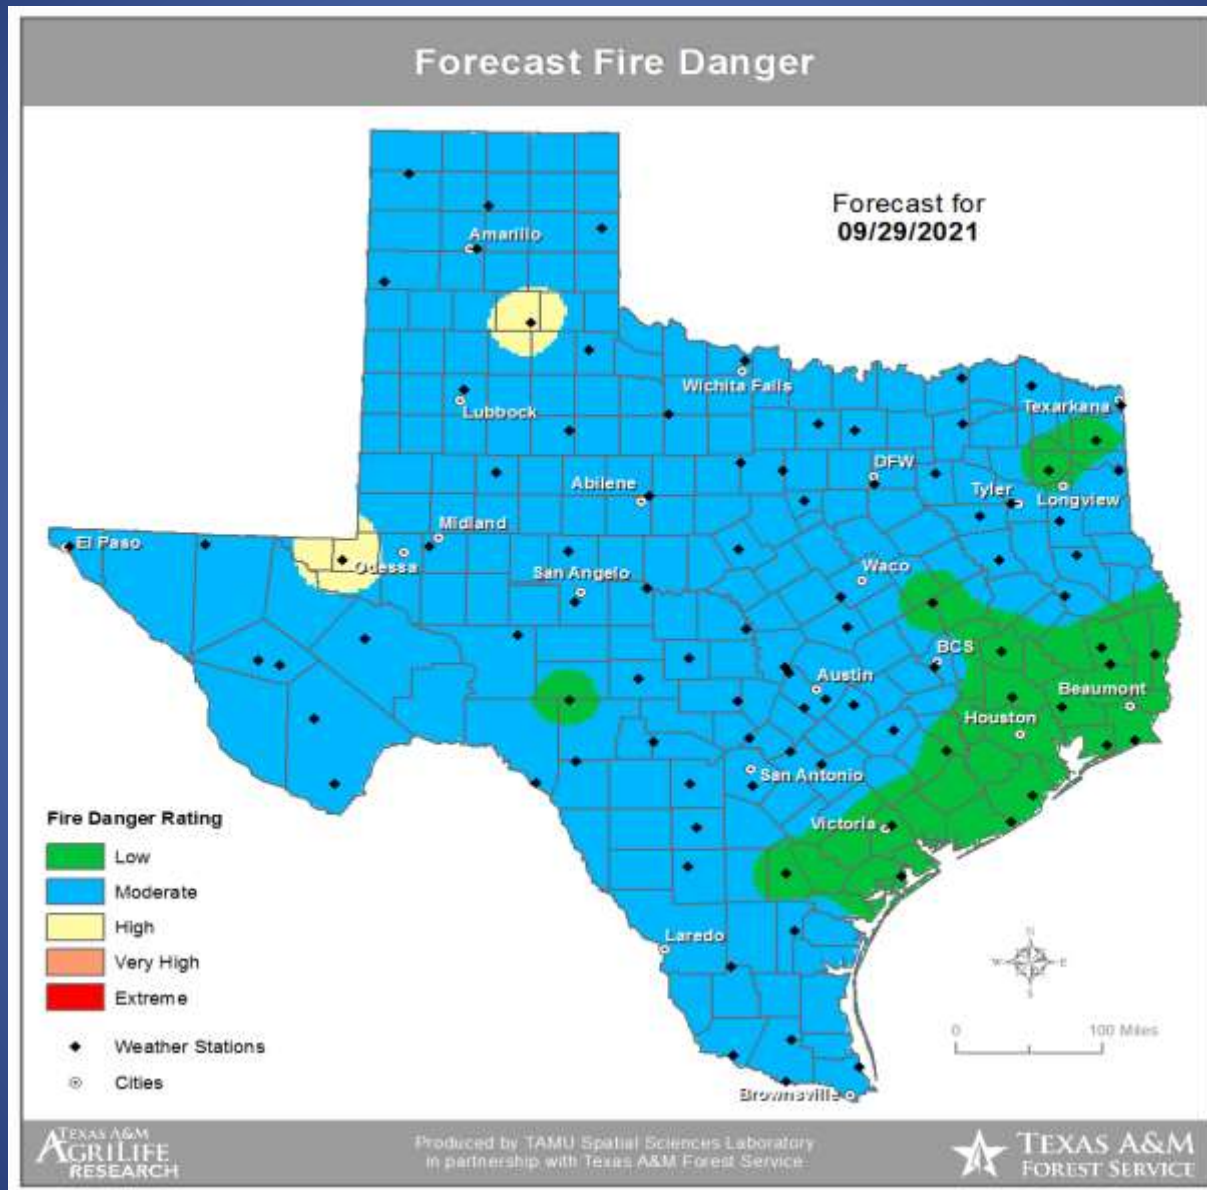 Forecast Fire Danger
Forecast for
09/29/2021
Amarillo
Wichita Falls
Lubbock
Texarkana
DFW
Abilene
Tyler
Longview
Midland
El Paso
Odessa
San Angelo
Waco
BCS
Austin
Beaumont
Houston
San Antonio
Victoria
Laredo
Brownsville
Fire Danger Rating
Low
Moderate
High
Very High
Extreme
Weather Stations
Cities
N
W
E
S
0
100 Miles
TEXAS A&M
AGRILIFE
RESEARCH
Produced by TAMU Spatial Sciences Laboratory
in partnership with Texas A&M Forest Service
TEXAS A&M
FOREST SERVICE